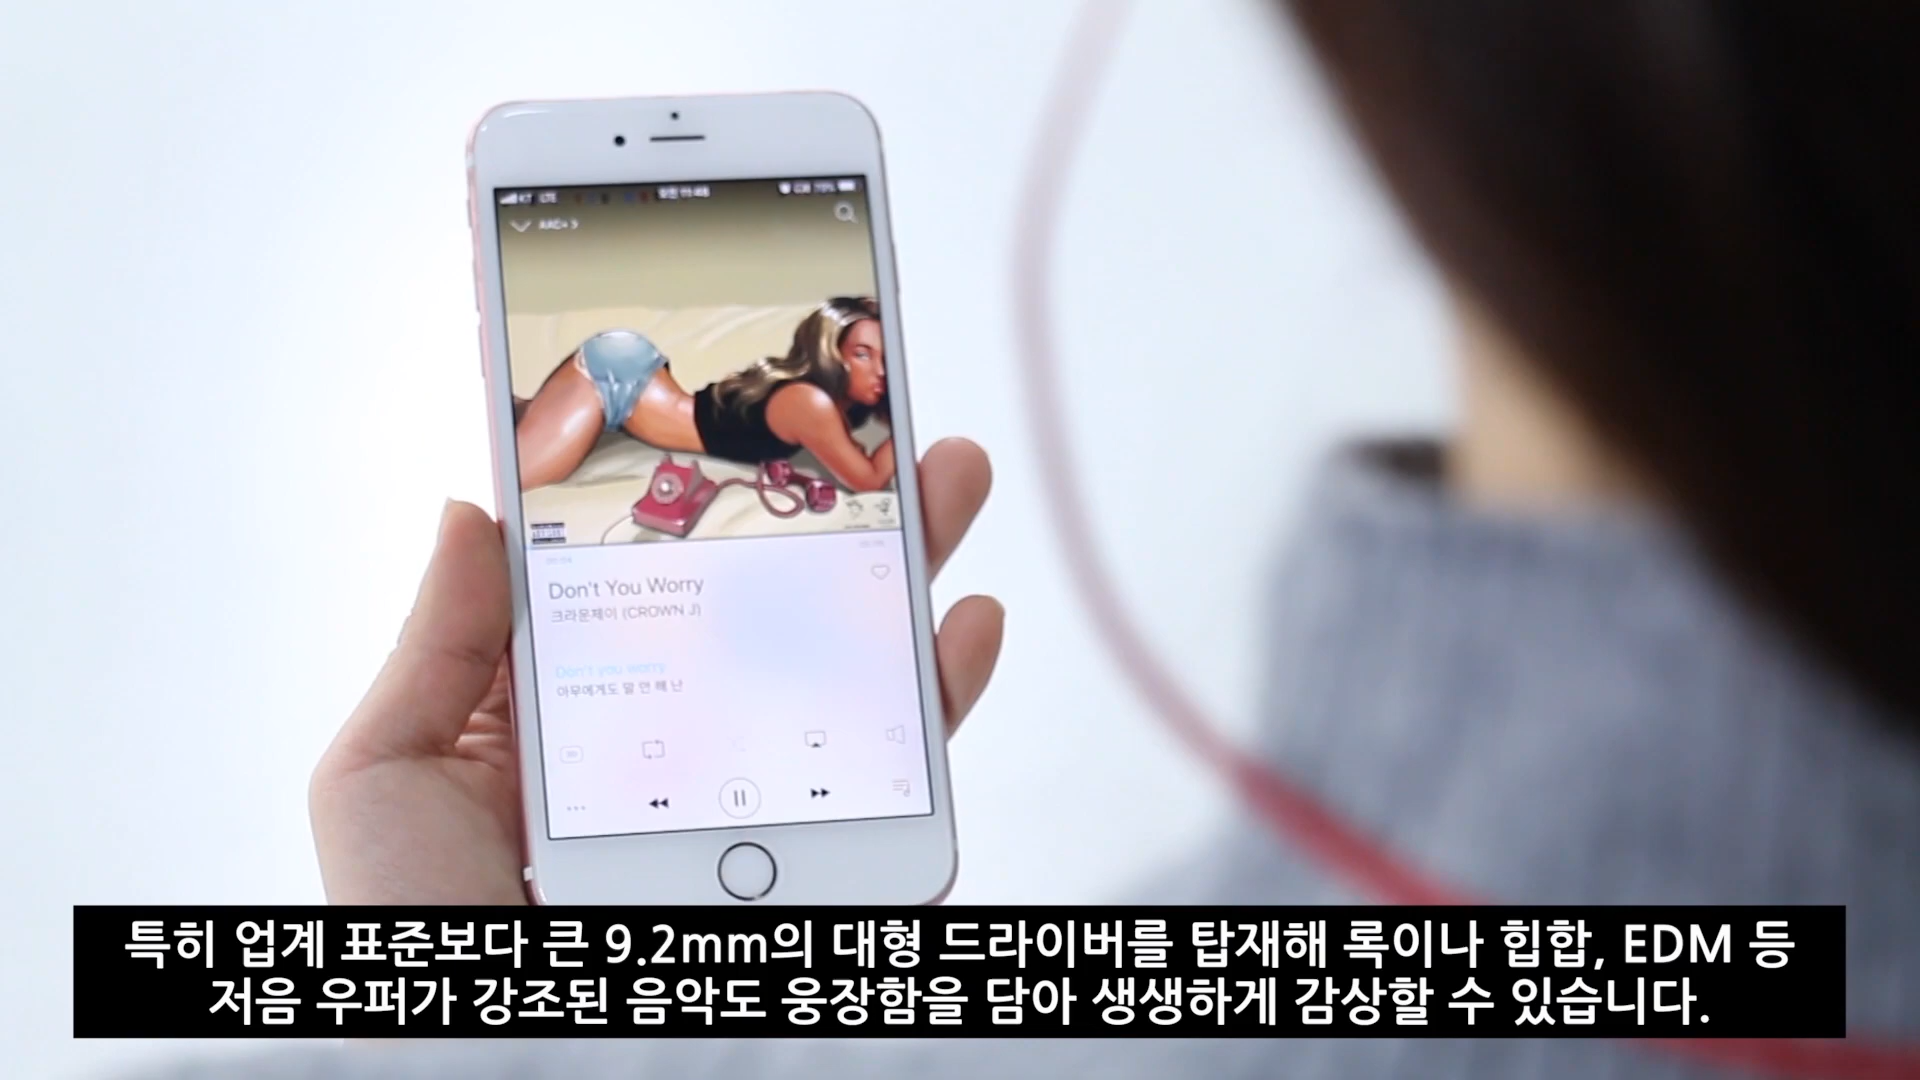 KT LTE
AAC+
Don't You Worry
크라운제이 (CROWN J)
Don't you worry
아무에게도 말 안 해 난
특히 업계 표준보다 큰 9.2mm의 대형 드라이버를 탑재해 록이나 힙합, EDM 등
저음 우퍼가 강조된 음악도 웅장함을 담아 생생하게 감상할 수 있습니다.